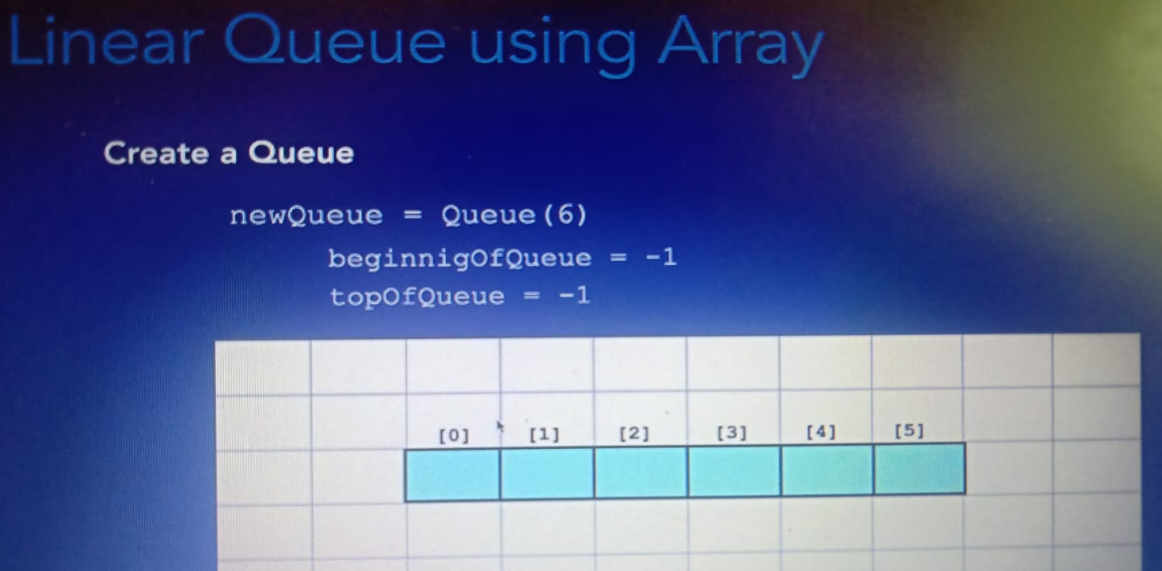 Linear Queue using Array
Create a Queue
newQueue = Queue(6)
beginnigOfQueue = -1
topOfQueue = -1
[0] [1] [2] [3] [4] [5]